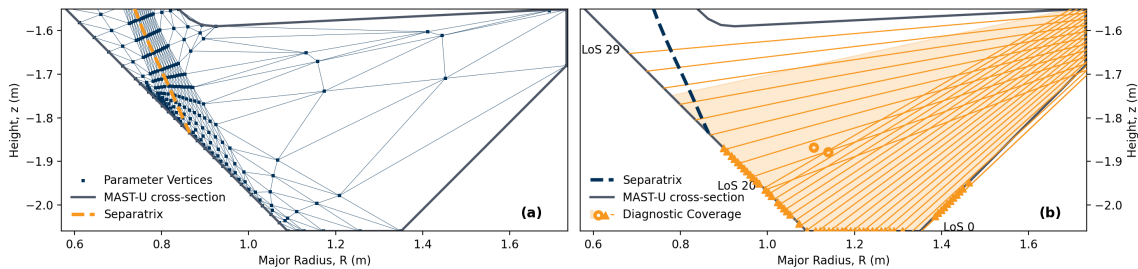 −1.6
−1.7
−1.8
−1.9
−2.0
Height, z (m)
0.6
0.8
1.0
1.2
1.4
1.6
Major Radius, R (m)
Parameter Vertices
MAST-U cross-section
Separatrix
(a)
LoS 29
LoS 20
LoS 0
Separatrix
MAST-U cross-section
Diagnostic Coverage
(b)
0.6
0.8
1.0
1.2
1.4
1.6
Major Radius, R (m)
−1.6
−1.7
−1.8
−1.9
−2.0
Height, z (m)